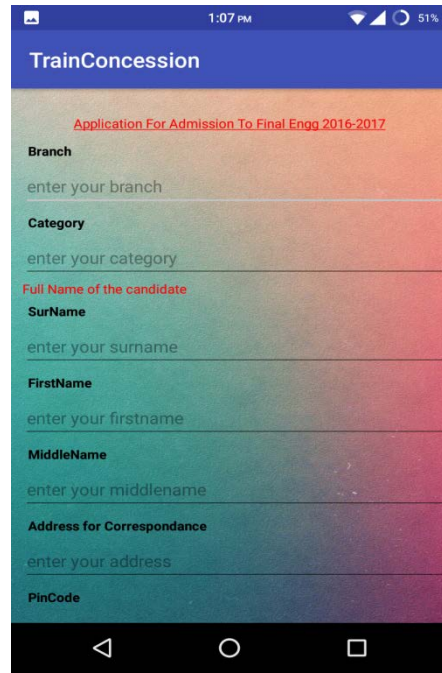 1:07 PM 51%
TrainConcession
Application For Admission To Final Engg 2016-2017
Branch
enter your branch
Category
enter your category
Full Name of the candidate
SurName
enter your surname
FirstName
enter your firstname
MiddleName
enter your middlename
Address for Correspondance
enter your address
PinCode